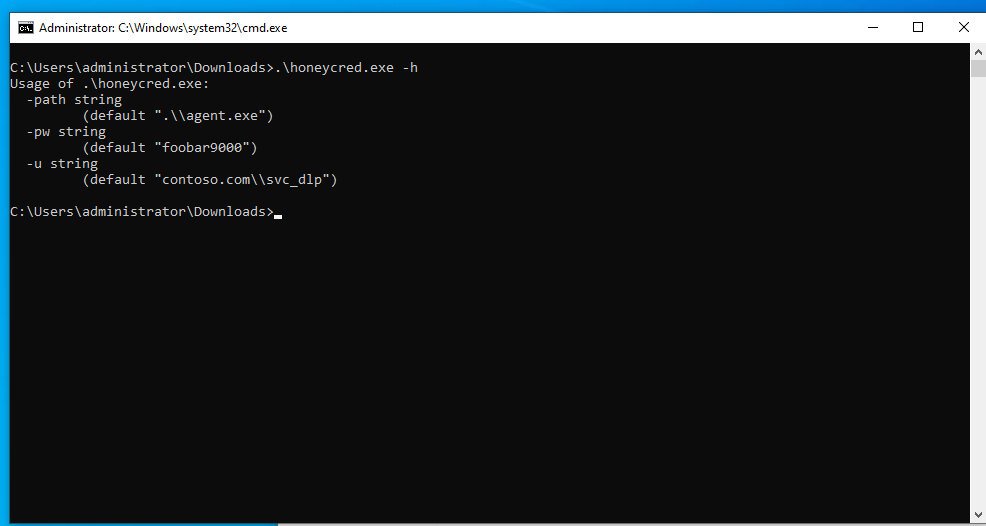 Administrator: C:\Windows\system32\cmd.exe
C:\Users\administrator\Downloads>.\honeycred.exe -h
Usage of .\honeycred.exe:
  -path string
        (default ".\\agent.exe")
  -pw string
        (default "foobar9000")
  -u string
        (default "contoso.com\\svc_dlp")
C:\Users\administrator\Downloads>